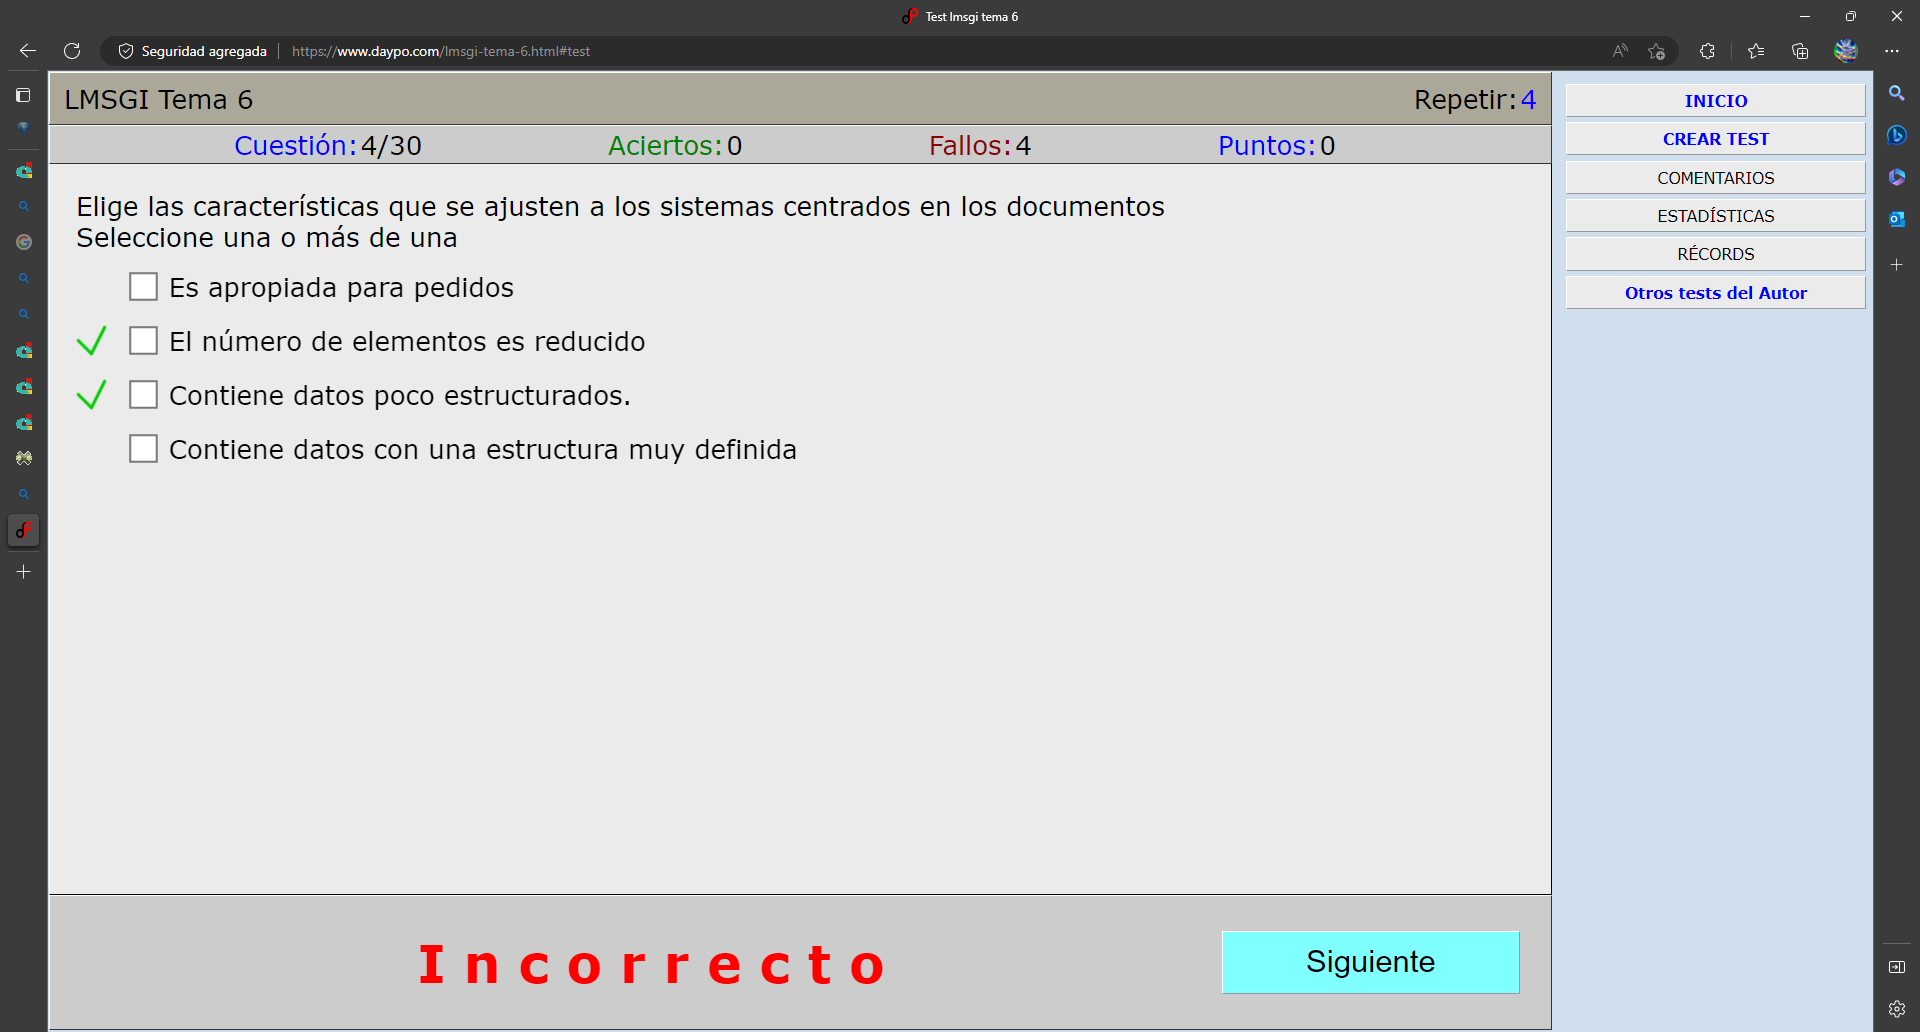 Test lmsgi tema 6
Seguridad agregada
https://www.daypo.com/lmsgi-tema-6.html#test
LMSGI Tema 6
Repetir:4
Cuestión:4/30
Aciertos:0
Fallos:4
Puntos:0
Elige las características que se ajusten a los sistemas centrados en los documentos
Seleccione una o más de una
Es apropiada para pedidos
El número de elementos es reducido
Contiene datos poco estructurados.
Contiene datos con una estructura muy definida
Incorrecto
Siguiente
INICIO
CREAR TEST
COMENTARIOS
ESTADÍSTICAS
RÉCORDS
Otros tests del Autor